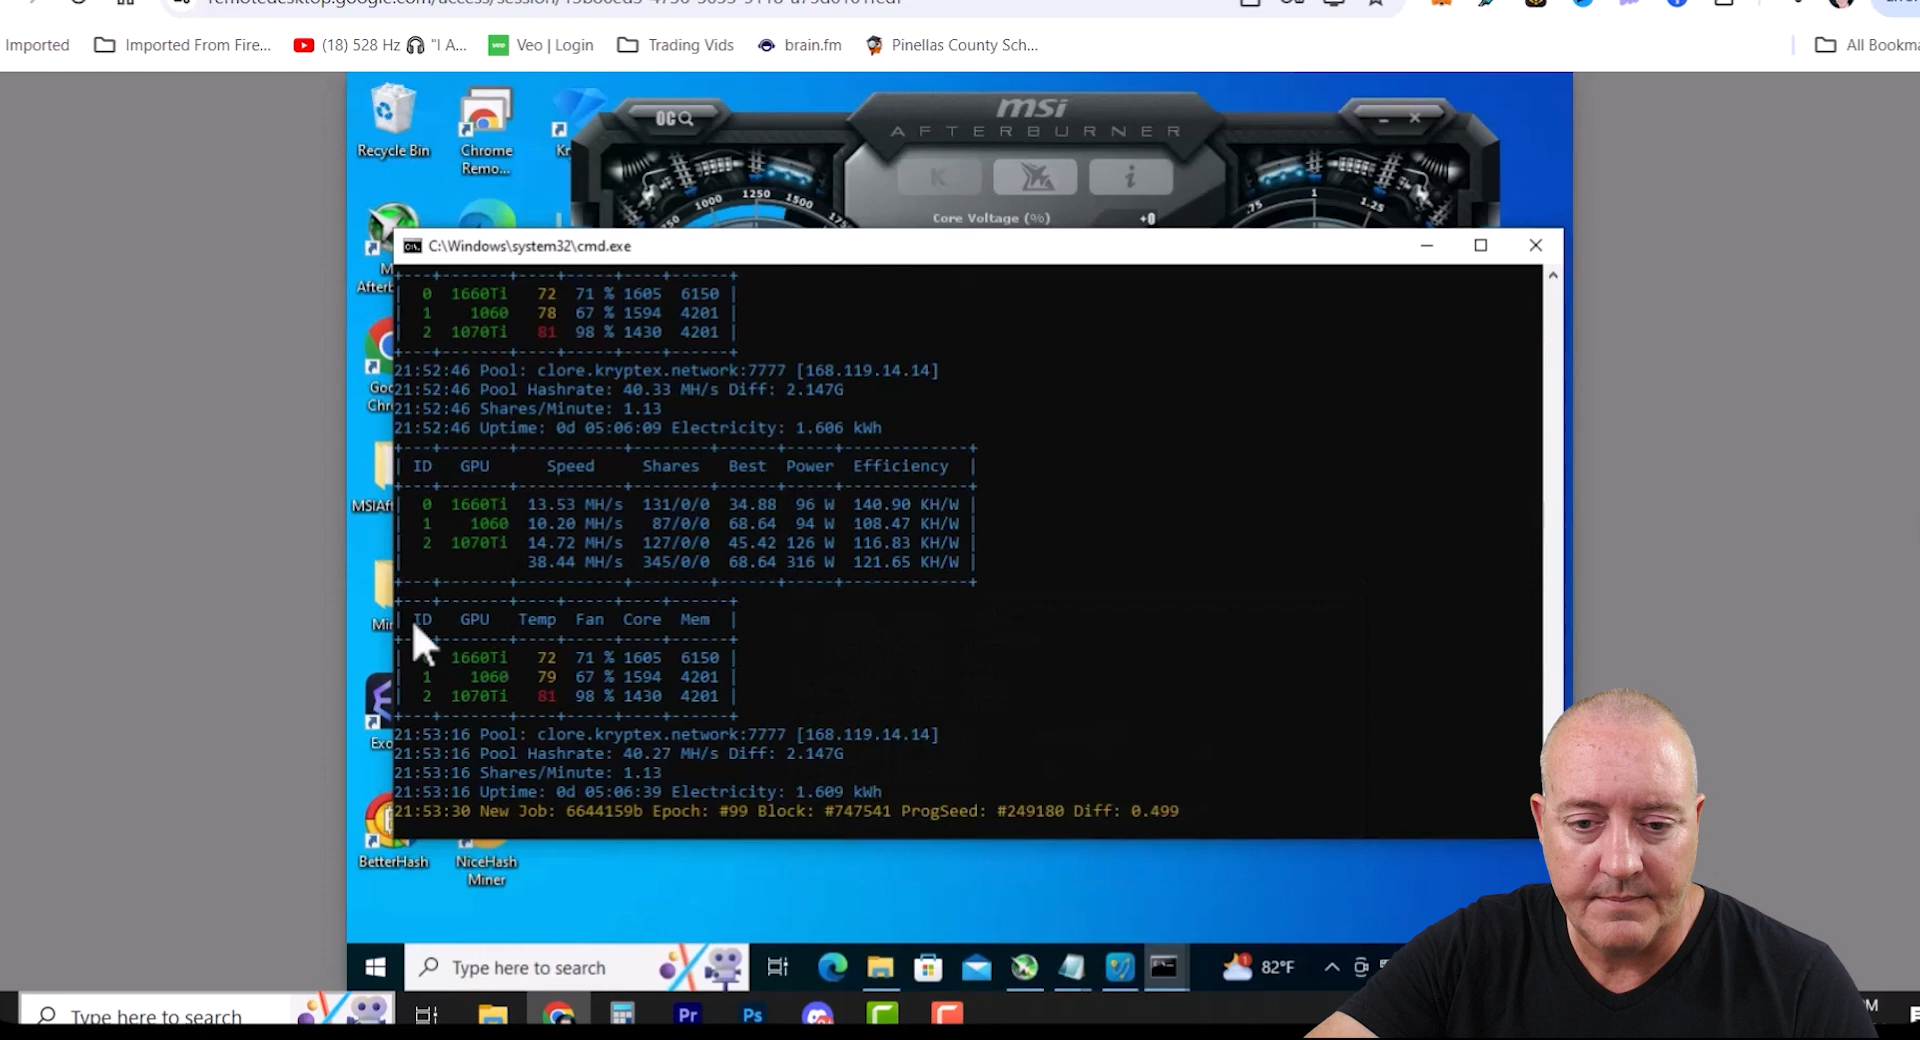 Imported
Imported From Fire...
(18) 528 Hz "I A...
Veo | Login
Trading Vids
brain.fm
Pinellas County Sch...
All Bookma
Recycle Bin
Chrome
Remo...
OC
msi
AFTERBURNER
K
i
1000 1250 1500
.75 1 1.25
Core Voltage (%) +0
C:\Windows\system32\cmd.exe
0 1660Ti 72 71 % 1605 6150
1 1060 78 67 % 1594 4201
2 1070Ti 81 98 % 1430 4201
21:52:46 Pool: clore.kryptex.network:7777 [168.119.14.14]
21:52:46 Pool Hashrate: 40.33 MH/s Diff: 2.147G
21:52:46 Shares/Minute: 1.13
21:52:46 Uptime: 0d 05:06:09 Electricity: 1.606 kWh
ID GPU Speed Shares Best Power Efficiency
0 1660Ti 13.53 MH/s 131/0/0 34.88 96 W 140.90 KH/W
1 1060 10.20 MH/s 87/0/0 68.64 94 W 108.47 KH/W
2 1070Ti 14.72 MH/s 127/0/0 45.42 126 W 116.83 KH/W
38.44 MH/s 345/0/0 68.64 316 W 121.65 KH/W
ID GPU Temp Fan Core Mem
1660Ti 72 71 % 1605 6150
1 1060 79 67 % 1594 4201
2 1070Ti 81 98 % 1430 4201
21:53:16 Pool: clore.kryptex.network:7777 [168.119.14.14]
21:53:16 Pool Hashrate: 40.27 MH/s Diff: 2.147G
21:53:16 Shares/Minute: 1.13
21:53:16 Uptime: 0d 05:06:39 Electricity: 1.609 kWh
21:53:30 New Job: 6644159b Epoch: #99 Block: #747541 ProgSeed: #249180 Diff: 0.499
BetterHash
NiceHash
Miner
Type here to search
82°F
Type here to search
Pr
Ps